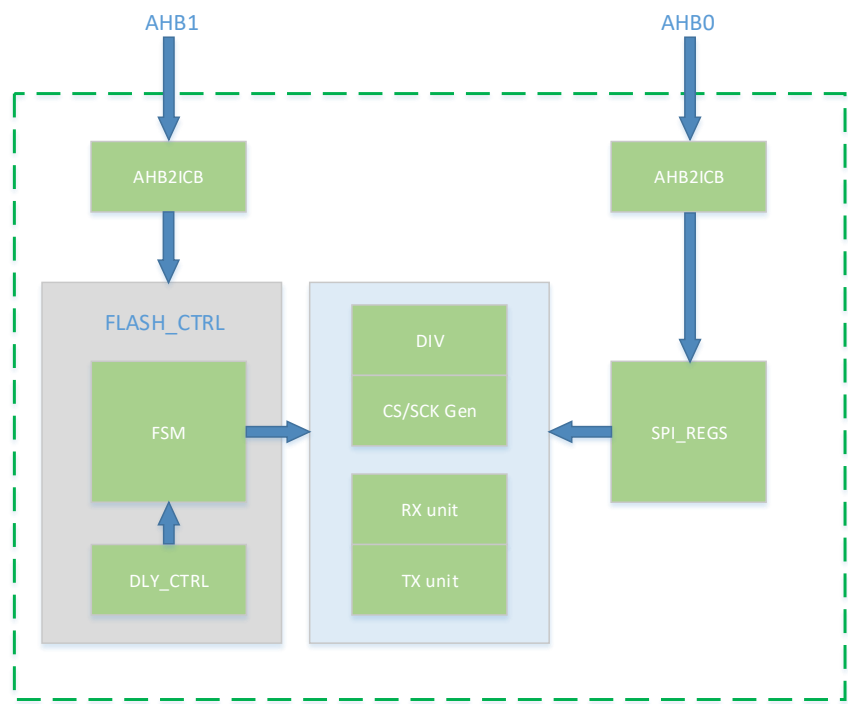 AHB1
AHB0
AHB2ICB
AHB2ICB
FLASH_CTRL
DIV
CS/SCK Gen
FSM
SPI_REGS
RX unit
DLY_CTRL
TX unit